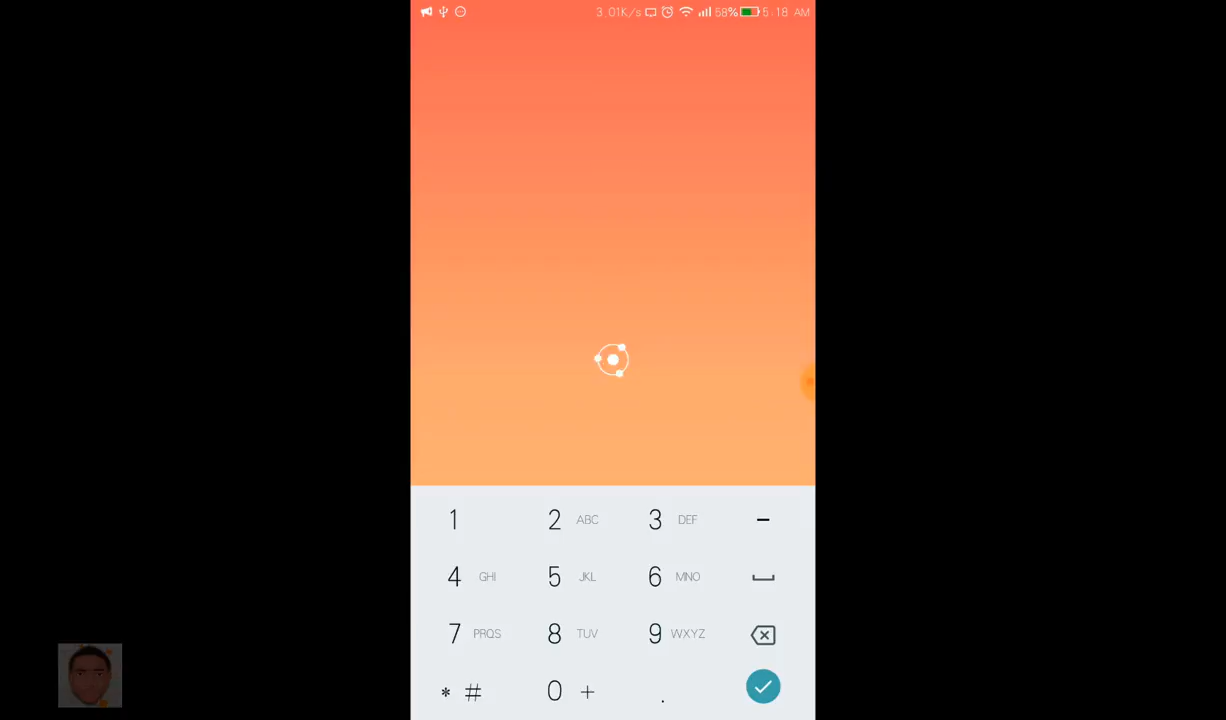 3.01K/s 58% 5:18 AM
1 2 ABC 3 DEF -
4 GHI 5 JKL 6 MNO
7 PRQS 8 TUV 9 WXYZ
* # 0 + .